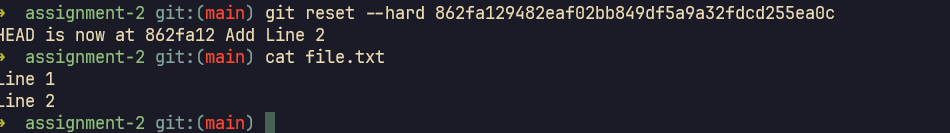 ➜  assignment-2 git:(main) git reset --hard 862fa129482eaf02bb849df5a9a32fdcd255ea0c
HEAD is now at 862fa12 Add Line 2
➜  assignment-2 git:(main) cat file.txt
Line 1
Line 2
➜  assignment-2 git:(main)